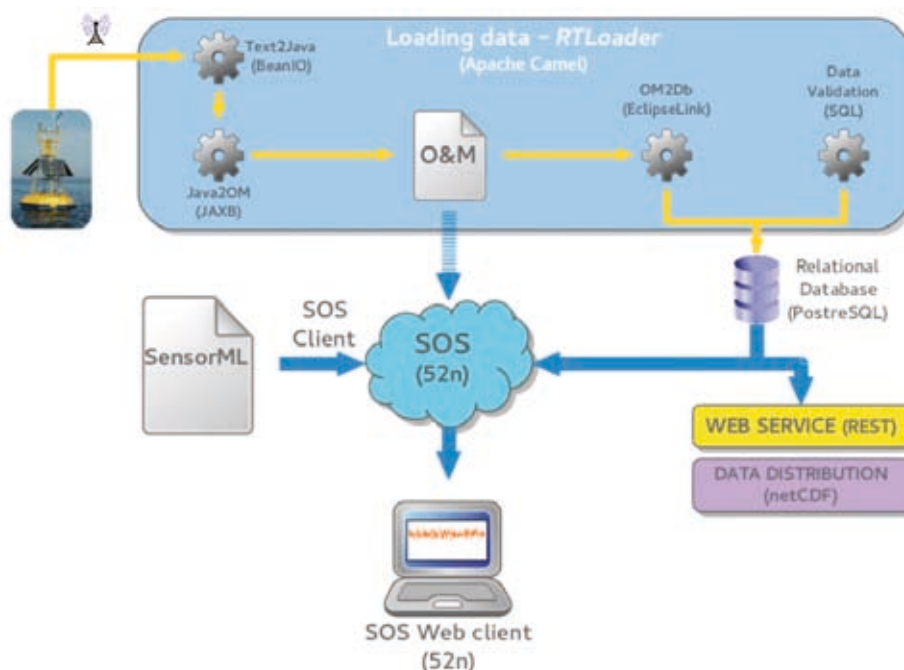 Loading data - RTLoader
(Apache Camel)
Text2Java
(BeanIO)
Java2OM
(JAXB)
O&M
OM2Db
(EclipseLink)
Data
Validation
(SQL)
Relational
Database
(PostreSQL)
SensorML
SOS
Client
SOS
(52n)
WEB SERVICE (REST)
DATA DISTRIBUTION
(netCDF)
SOS Web client
(52n)